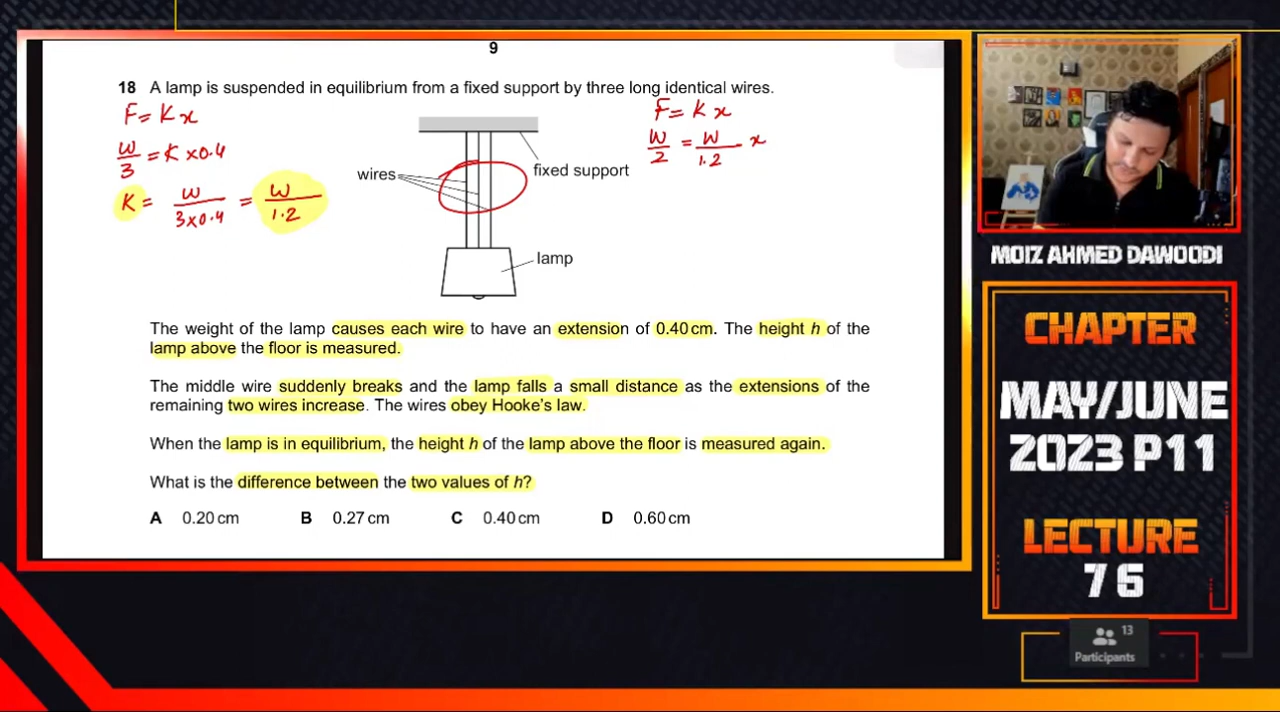 9
18 A lamp is suspended in equilibrium from a fixed support by three long identical wires.
F = K x
W/3 = K × 0.4
K = W/(3×0.4) = W/1.2
F = K x
W/2 = W/1.2 x
wires
fixed support
lamp
The weight of the lamp causes each wire to have an extension of 0.40 cm. The height h of the
lamp above the floor is measured.
The middle wire suddenly breaks and the lamp falls a small distance as the extensions of the
remaining two wires increase. The wires obey Hooke's law.
When the lamp is in equilibrium, the height h of the lamp above the floor is measured again.
What is the difference between the two values of h?
A 0.20 cm B 0.27 cm C 0.40 cm D 0.60 cm
MOIZ AHMED DAWOODI
CHAPTER
MAY/JUNE
2023 P11
LECTURE
76
13
Participants